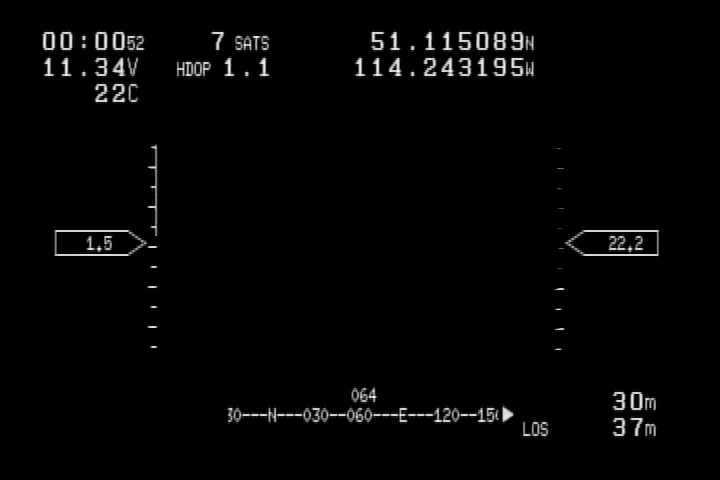 00:0052 7 SATS 51.115089N
11.34V HDOP 1.1 114.243195W
22C
1.5 22.2
064
30---N---030--060---E---120--150
30m
LOS 37m